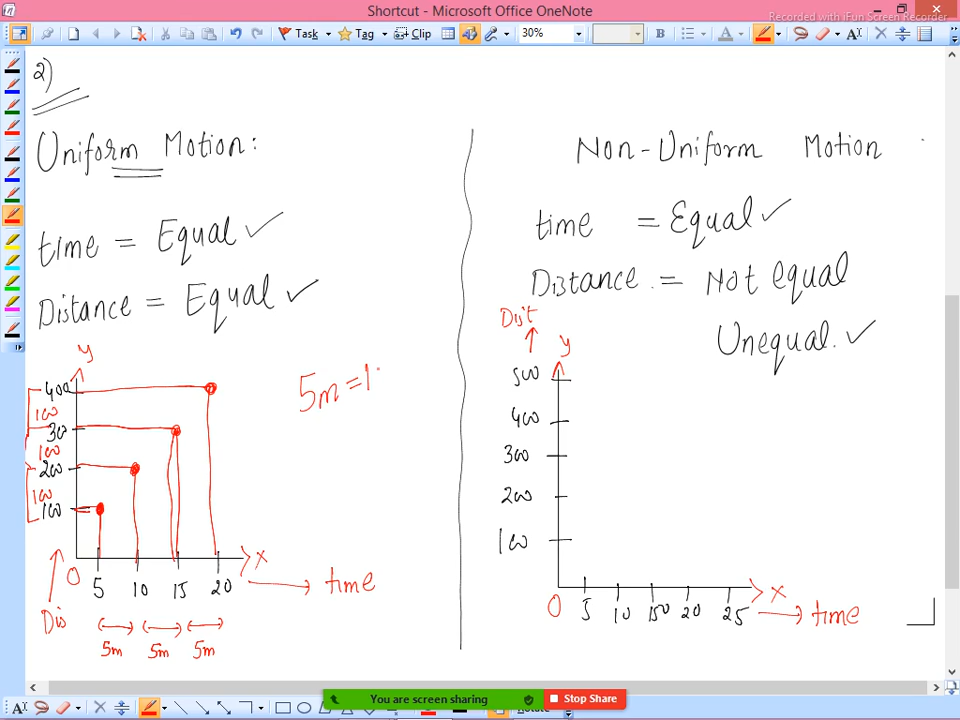 Shortcut - Microsoft Office OneNote
Recorded with iFun Screen Recorder
Task
Tag
Clip
30%
B
A
2)
Uniform Motion:
time = Equal ✓
Distance = Equal ✓
y
400
100
300
100
200
100
100
0
5 10 15 20
X
time
Dis
5m 5m 5m
5m = 1
Non-Uniform Motion
time = Equal ✓
Distance = Not equal
Unequal. ✓
Dist
y
500
400
300
200
100
0
5 10 150 20 25
X
time
You are screen sharing
Stop Share
Rotate